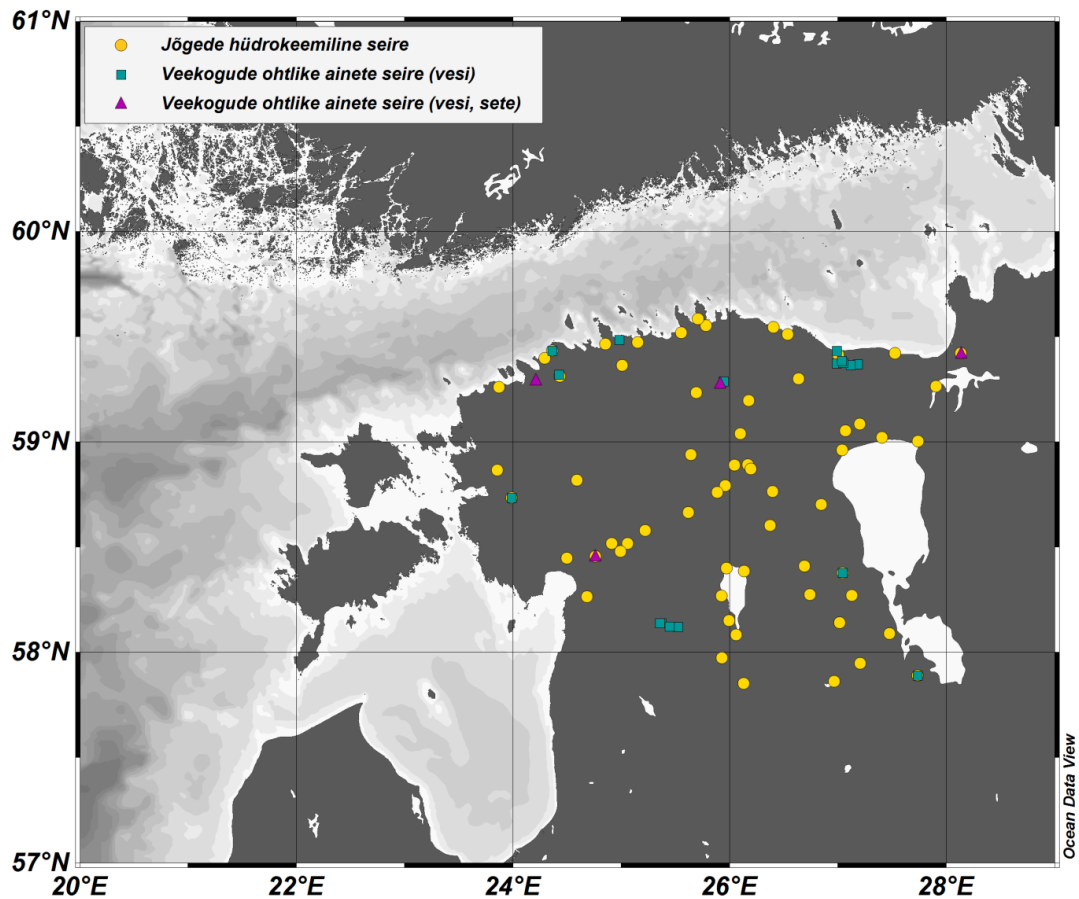 61°N
Jõgede hüdrokeemiline seire
Veekogude ohtlike ainete seire (vesi)
Veekogude ohtlike ainete seire (vesi, sete)
60°N
59°N
58°N
57°N
20°E
22°E
24°E
26°E
28°E
Ocean Data View